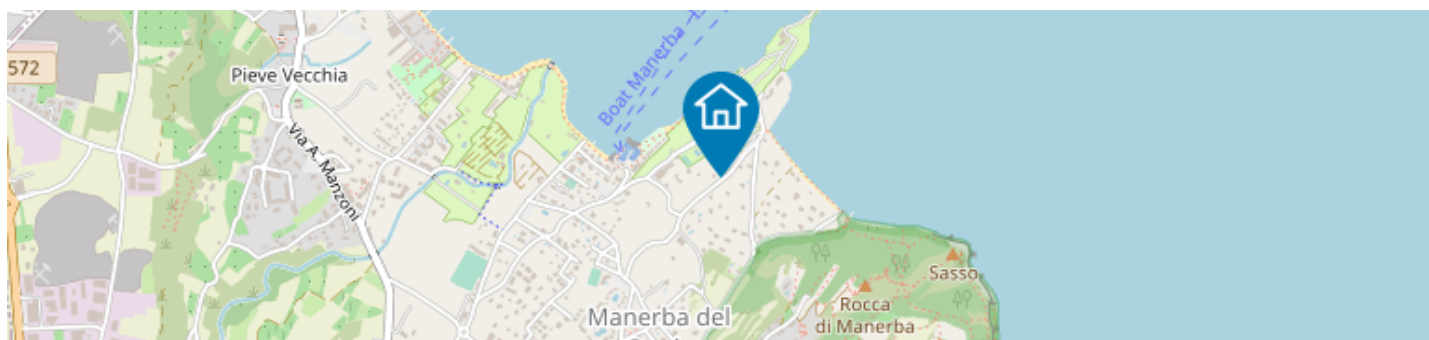 572
Pieve Vecchia
Via A. Manzoni
Boat Manerba
Sasso
Rocca
di Manerba
Manerba del